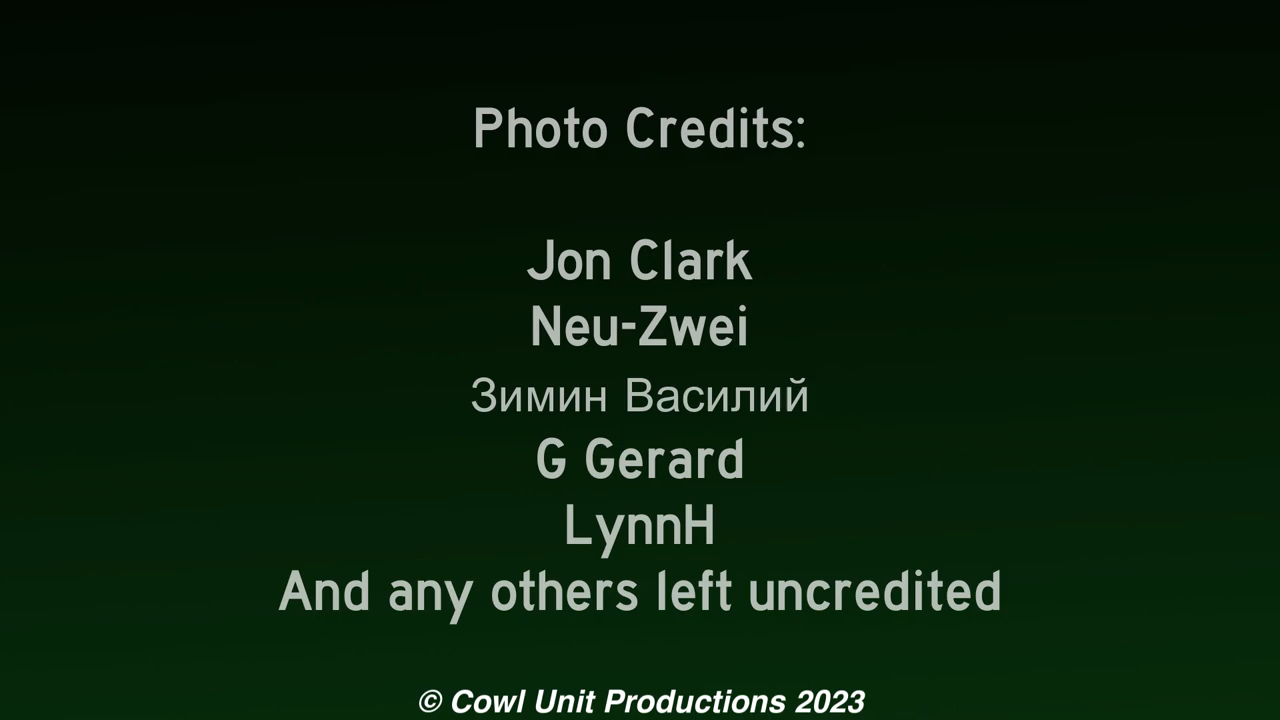 Photo Credits:
Jon Clark
Neu-Zwei
Зимин Василий
G Gerard
LynnH
And any others left uncredited
© Cowl Unit Productions 2023